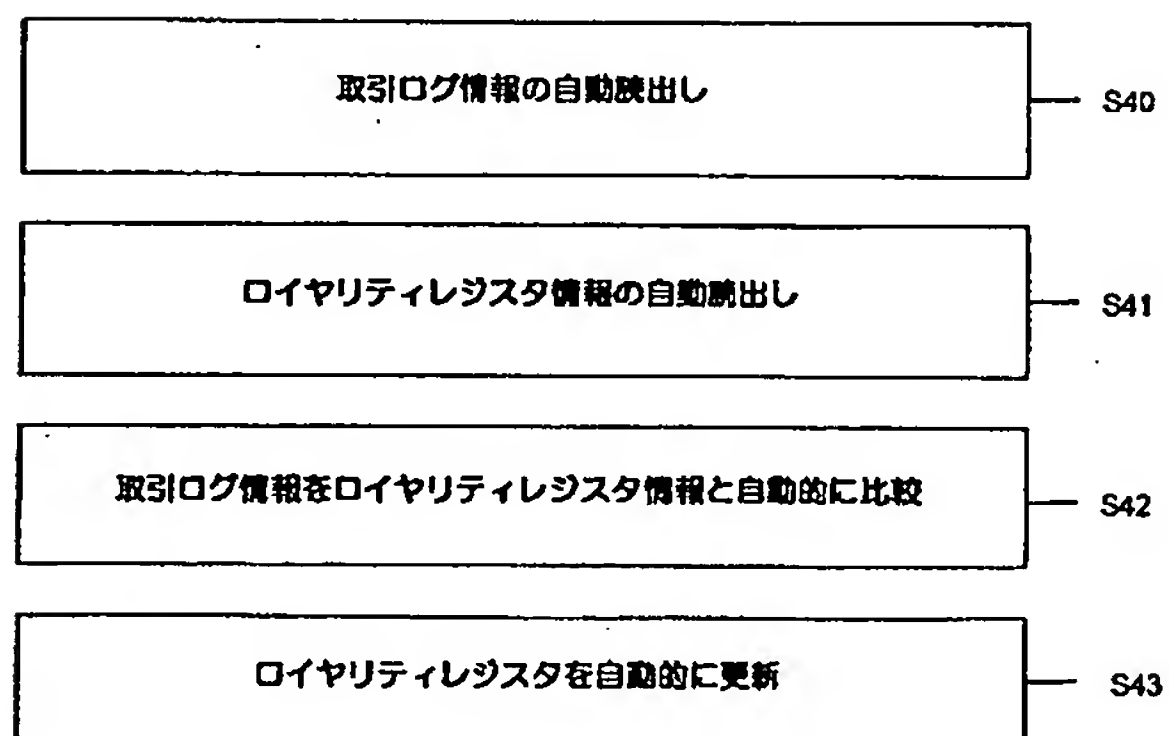 取引ログ情報の自動読出し
S40
ロイヤリティレジスタ情報の自動読出し
S41
取引ログ情報をロイヤリティレジスタ情報と自動的に比較
S42
ロイヤリティレジスタを自動的に更新
S43